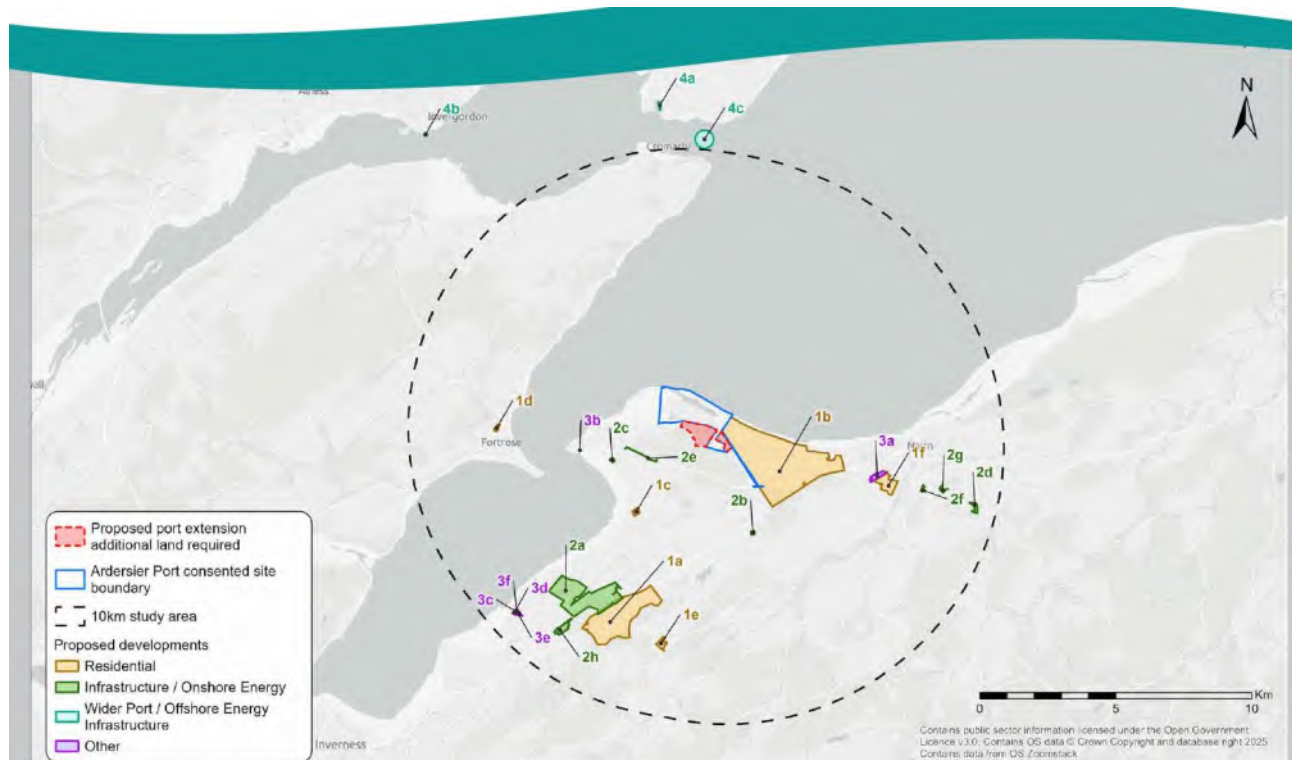 4a
N
4b
Invergordon
4c
Cromarty
1d
Fortrose
3b
2c
2e
1b
3a
Nairn
1f
2g
2d
2f
1c
2b
2a
1a
3f
3d
3c
3e
2h
1e
Proposed port extension
additional land required
Ardersier Port consented site
boundary
10km study area
Proposed developments
Residential
Infrastructure / Onshore Energy
Wider Port / Offshore Energy
Infrastructure
Other
Inverness
Km
0 5 10
Contains public sector information licensed under the Open Government
Licence v3.0. Contains OS data © Crown Copyright and database right 2025
Contains data from OS Zoomstack